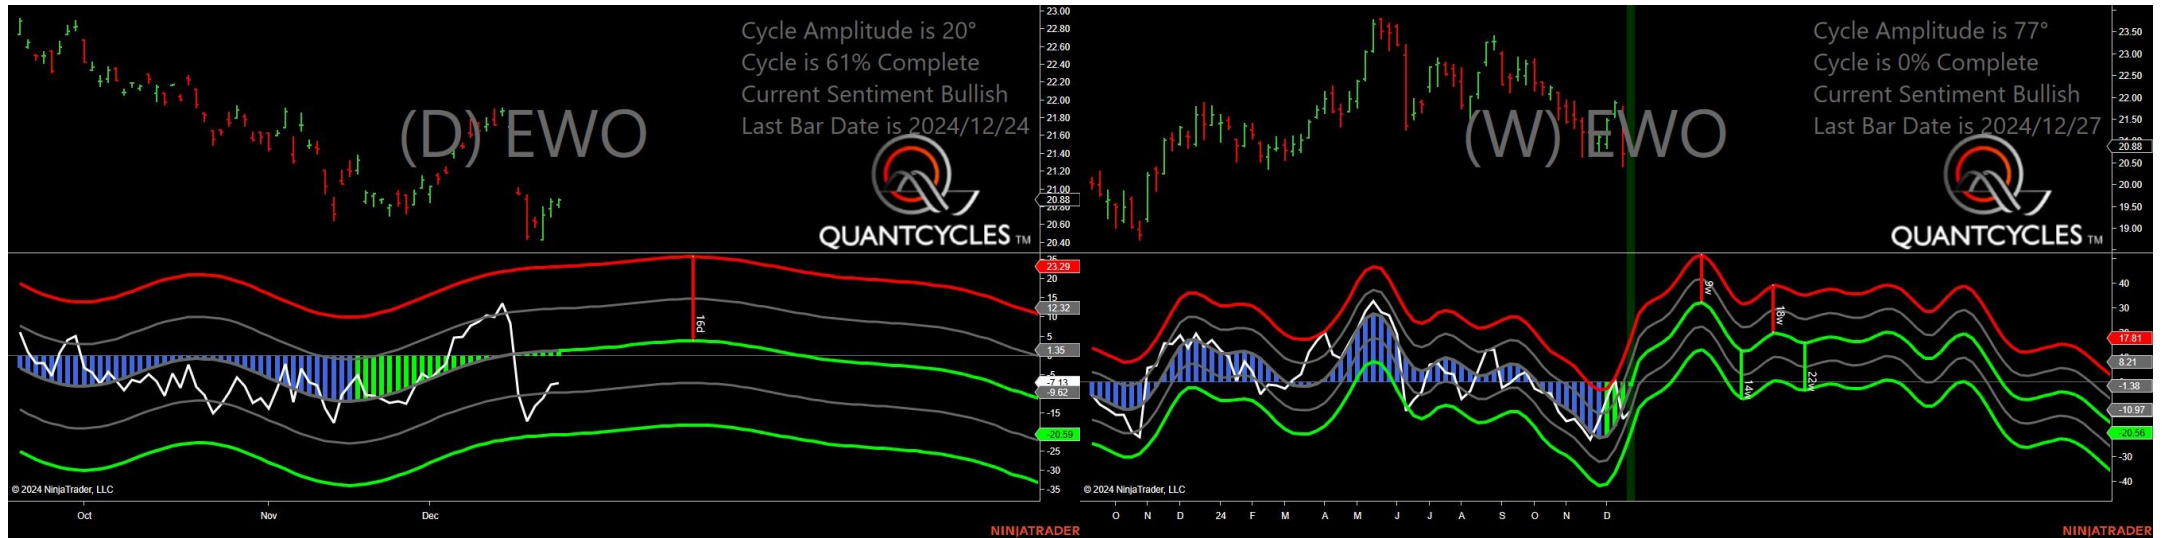 Cycle Amplitude is 20°
Cycle is 61% Complete
Current Sentiment Bullish
Last Bar Date is 2024/12/24
(D) EWO
QUANTCYCLES TM
23.00
22.80
22.60
22.40
22.20
22.00
21.80
21.60
21.40
21.20
21.00
20.88
20.80
20.60
20.40
25
23.29
20
15
12.32
10
5
1.35
-5
-7.13
-9.62
-15
-20.59
-25
-30
-35
16d
© 2024 NinjaTrader, LLC
Oct Nov Dec
NINJATRADER
Cycle Amplitude is 77°
Cycle is 0% Complete
Current Sentiment Bullish
Last Bar Date is 2024/12/27
(W) EWO
QUANTCYCLES TM
23.50
23.00
22.50
22.00
21.50
20.88
20.50
20.00
19.50
19.00
40
30
17.81
8.21
-1.38
-10.97
-20.56
-30
-40
9w
18w
14w
22w
© 2024 NinjaTrader, LLC
O N D 24 F M A M J J A S O N D
NINJATRADER